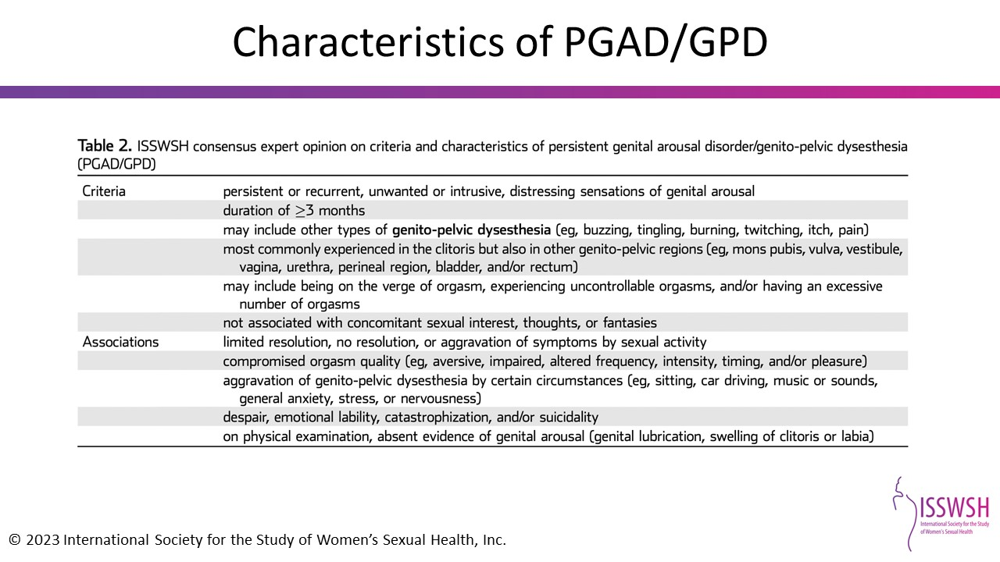 Characteristics of PGAD/GPD
Table 2. ISSWSH consensus expert opinion on criteria and characteristics of persistent genital arousal disorder/genito-pelvic dysesthesia
(PGAD/GPD)
Criteria persistent or recurrent, unwanted or intrusive, distressing sensations of genital arousal
duration of ≥3 months
may include other types of genito-pelvic dysesthesia (eg, buzzing, tingling, burning, twitching, itch, pain)
most commonly experienced in the clitoris but also in other genito-pelvic regions (eg, mons pubis, vulva, vestibule,
vagina, urethra, perineal region, bladder, and/or rectum)
may include being on the verge of orgasm, experiencing uncontrollable orgasms, and/or having an excessive
number of orgasms
not associated with concomitant sexual interest, thoughts, or fantasies
Associations limited resolution, no resolution, or aggravation of symptoms by sexual activity
compromised orgasm quality (eg, aversive, impaired, altered frequency, intensity, timing, and/or pleasure)
aggravation of genito-pelvic dysesthesia by certain circumstances (eg, sitting, car driving, music or sounds,
general anxiety, stress, or nervousness)
despair, emotional lability, catastrophization, and/or suicidality
on physical examination, absent evidence of genital arousal (genital lubrication, swelling of clitoris or labia)
ISSWSH
International Society for the Study
of Women's Sexual Health
© 2023 International Society for the Study of Women’s Sexual Health, Inc.